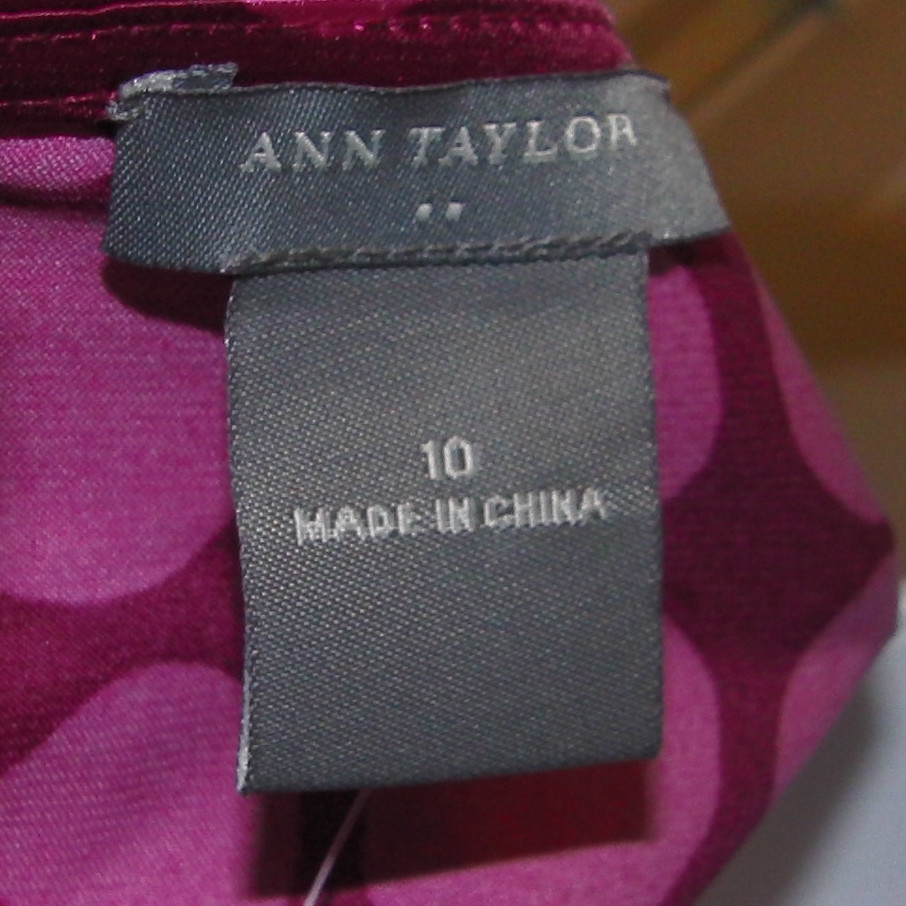 ANN TAYLOR
..
10
MADE IN CHINA